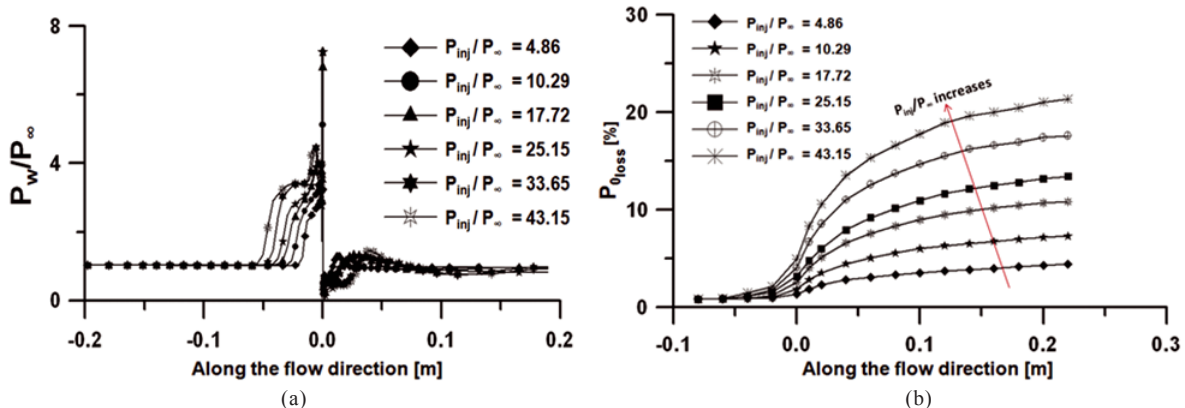 8
4
0
P_w/P_∞
P_inj / P_∞ = 4.86
P_inj / P_∞ = 10.29
P_inj / P_∞ = 17.72
P_inj / P_∞ = 25.15
P_inj / P_∞ = 33.65
P_inj / P_∞ = 43.15
-0.2 -0.1 0.0 0.1 0.2
Along the flow direction [m]
(a)
30
20
10
0
P_0loss [%]
P_inj / P_∞ = 4.86
P_inj / P_∞ = 10.29
P_inj / P_∞ = 17.72
P_inj / P_∞ = 25.15
P_inj / P_∞ = 33.65
P_inj / P_∞ = 43.15
P_inj/P_∞ increases
-0.1 0.0 0.1 0.2 0.3
Along the flow direction [m]
(b)